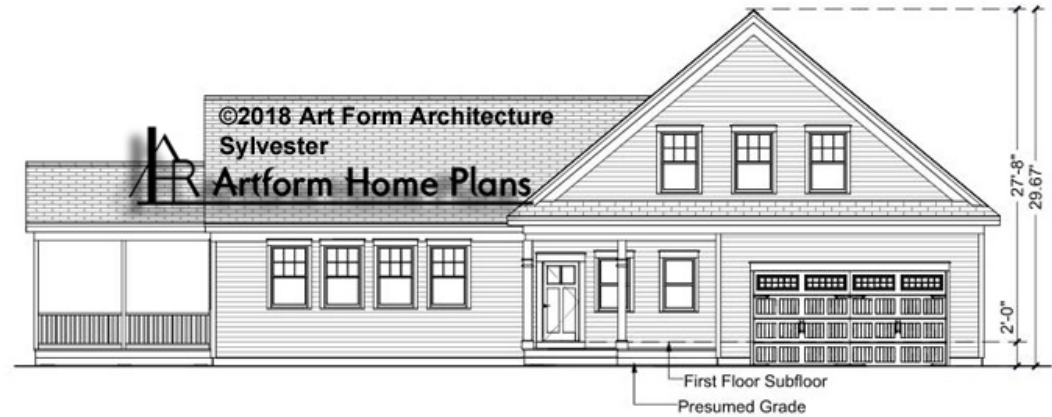 ©2018 Art Form Architecture
Sylvester
AR Artform Home Plans
27'-8"
29.67'
2'-0"
First Floor Subfloor
Presumed Grade